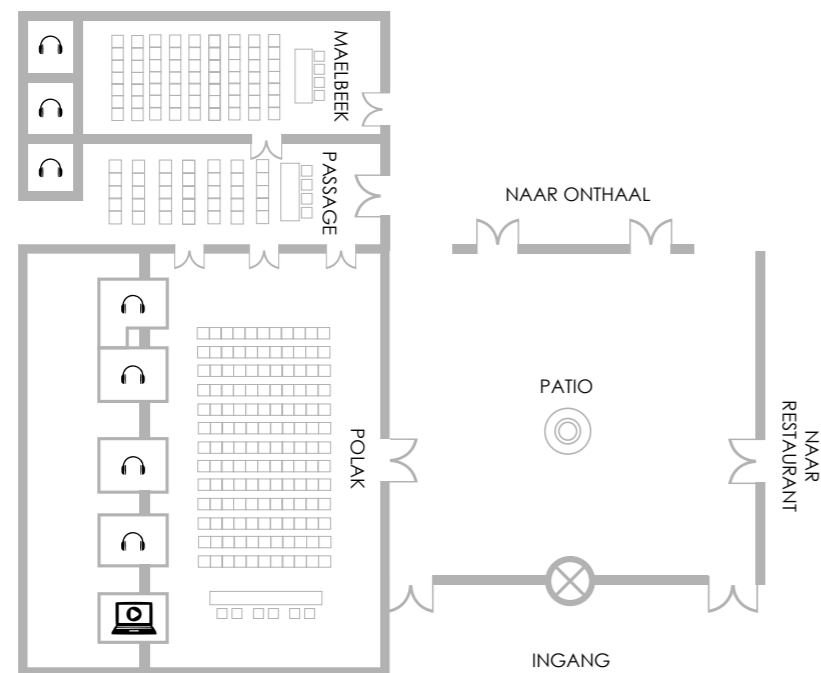 MAELBEEK
PASSAGE
NAAR ONTHAAL
PATIO
POLAK
NAAR
RESTAURANT
INGANG